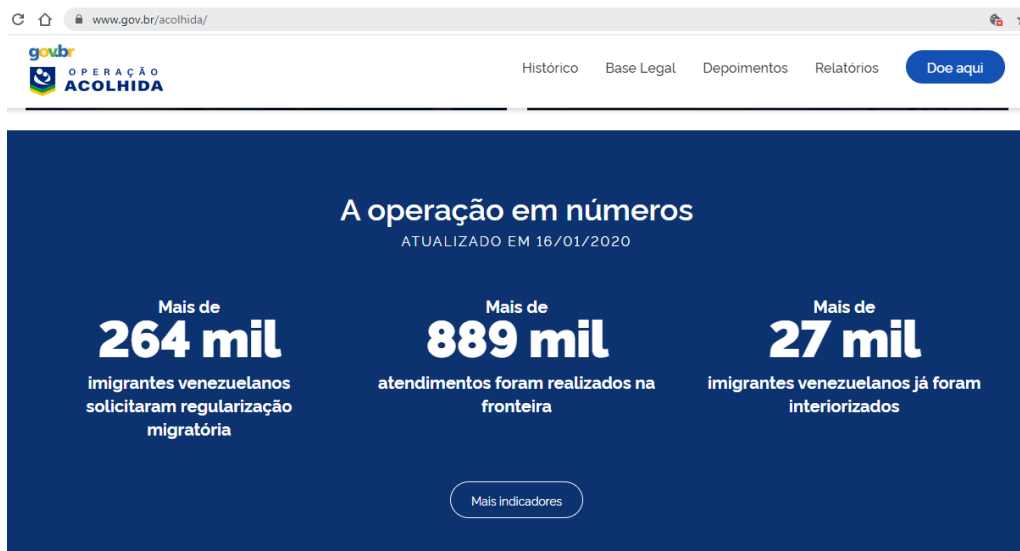 www.gov.br/acolhida/
gov.br
OPERAÇÃO
ACOLHIDA
Histórico Base Legal Depoimentos Relatórios Doe aqui
A operação em números
ATUALIZADO EM 16/01/2020
Mais de
264 mil
imigrantes venezuelanos
solicitaram regularização
migratória
Mais de
889 mil
atendimentos foram realizados na
fronteira
Mais de
27 mil
imigrantes venezuelanos já foram
interiorizados
Mais indicadores